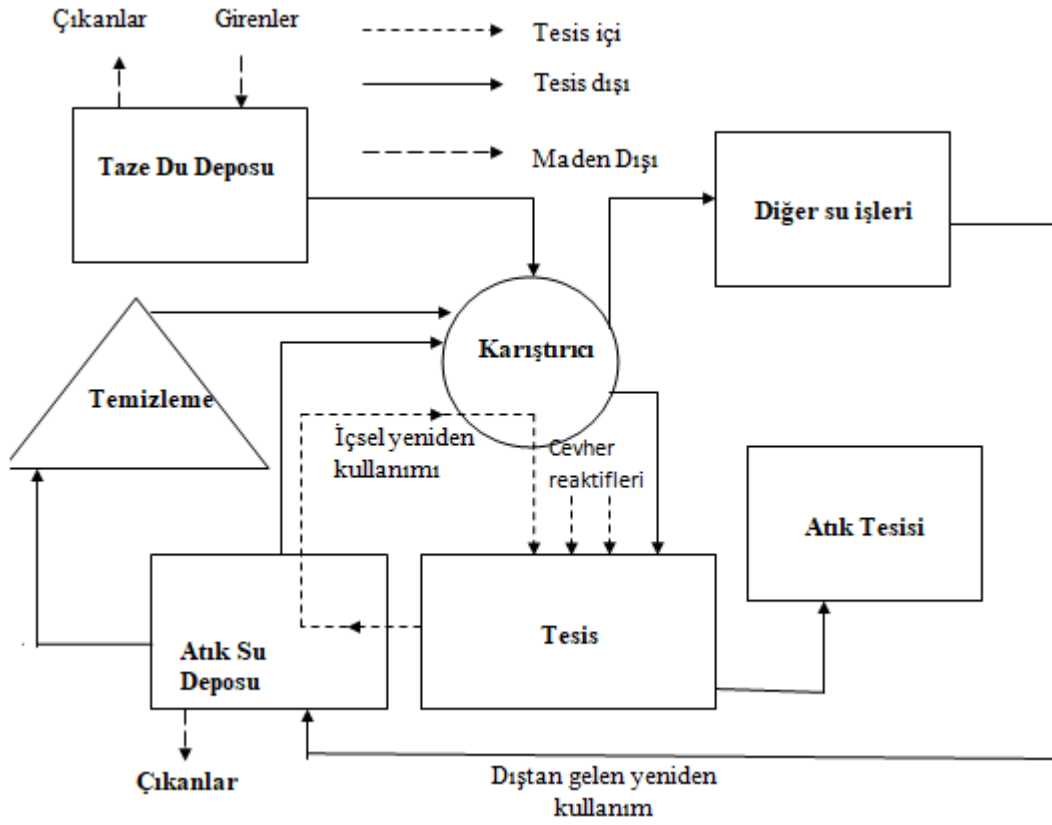 Çıkanlar
Girenler
Tesis içi
Tesis dışı
Maden Dışı
Taze Du Deposu
Diğer su işleri
Karıştırıcı
Temizleme
İçsel yeniden
kullanımı
Cevher
reaktifleri
Atık Tesisi
Tesis
Atık Su
Deposu
Çıkanlar
Dıştan gelen yeniden
kullanım